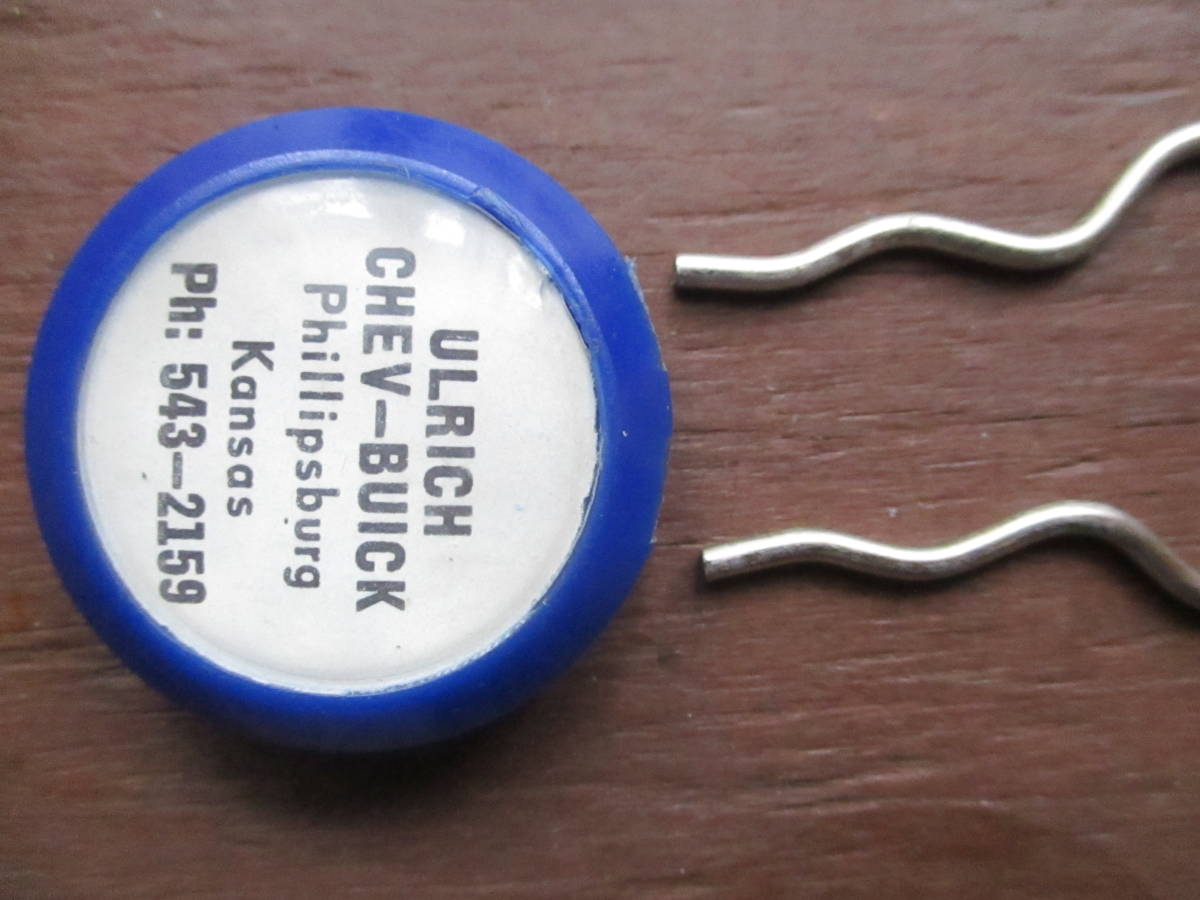 ULRICH
CHEV-BUICK
Phillipsburg
Kansas
Ph: 543-2159